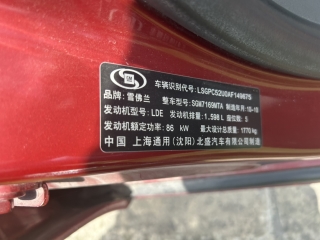 车辆识别代号: LSGPC52U0AF149675
品牌: 雪佛兰 整车型号: SGM7169MTA 制造年月: 10-10
发动机型号: LDE 发动机排量: 1.598 L 座位数: 5
发动机额定功率: 86 kW 最大设计总质量: 1770 kg
中国 上海通用(沈阳)北盛汽车有限公司制造